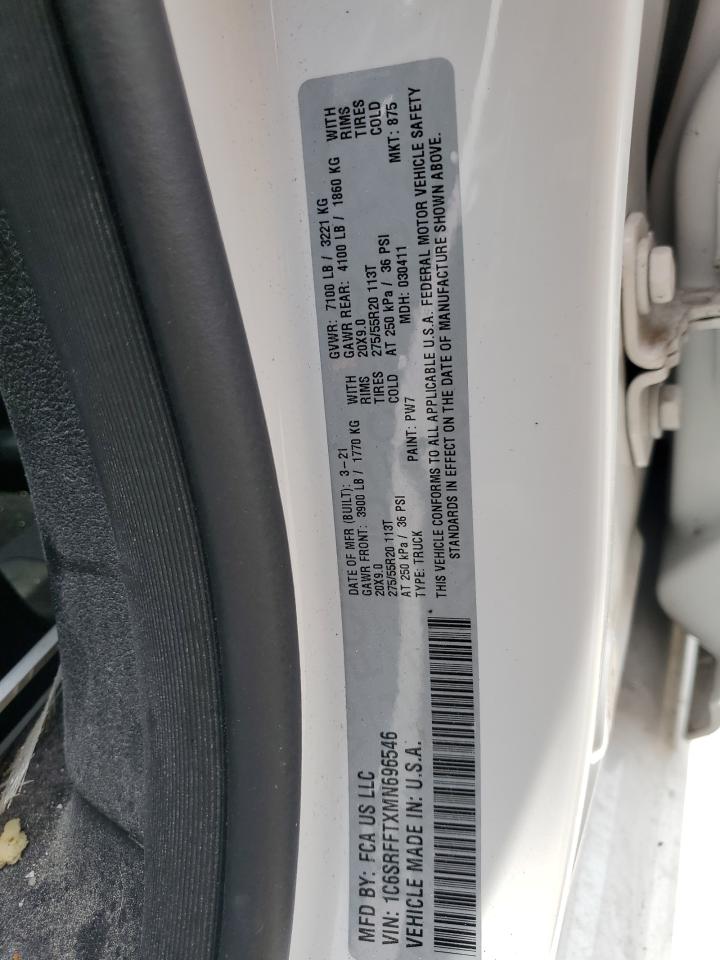 MFD BY: FCA US LLC
VIN: 1C6SRFFTXMN696546
VEHICLE MADE IN: U.S.A.
DATE OF MFR (BUILT): 3-21 GVWR: 7100 LB / 3221 KG
GAWR FRONT: 3900 LB / 1770 KG WITH GAWR REAR: 4100 LB / 1860 KG WITH
20X9.0 RIMS 20X9.0 RIMS
275/55R20 113T TIRES 275/55R20 113T TIRES
AT 250 kPa / 36 PSI COLD AT 250 kPa / 36 PSI COLD
TYPE: TRUCK PAINT: PW7 MDH: 030411 MKT: 875
THIS VEHICLE CONFORMS TO ALL APPLICABLE U.S.A. FEDERAL MOTOR VEHICLE SAFETY
STANDARDS IN EFFECT ON THE DATE OF MANUFACTURE SHOWN ABOVE.